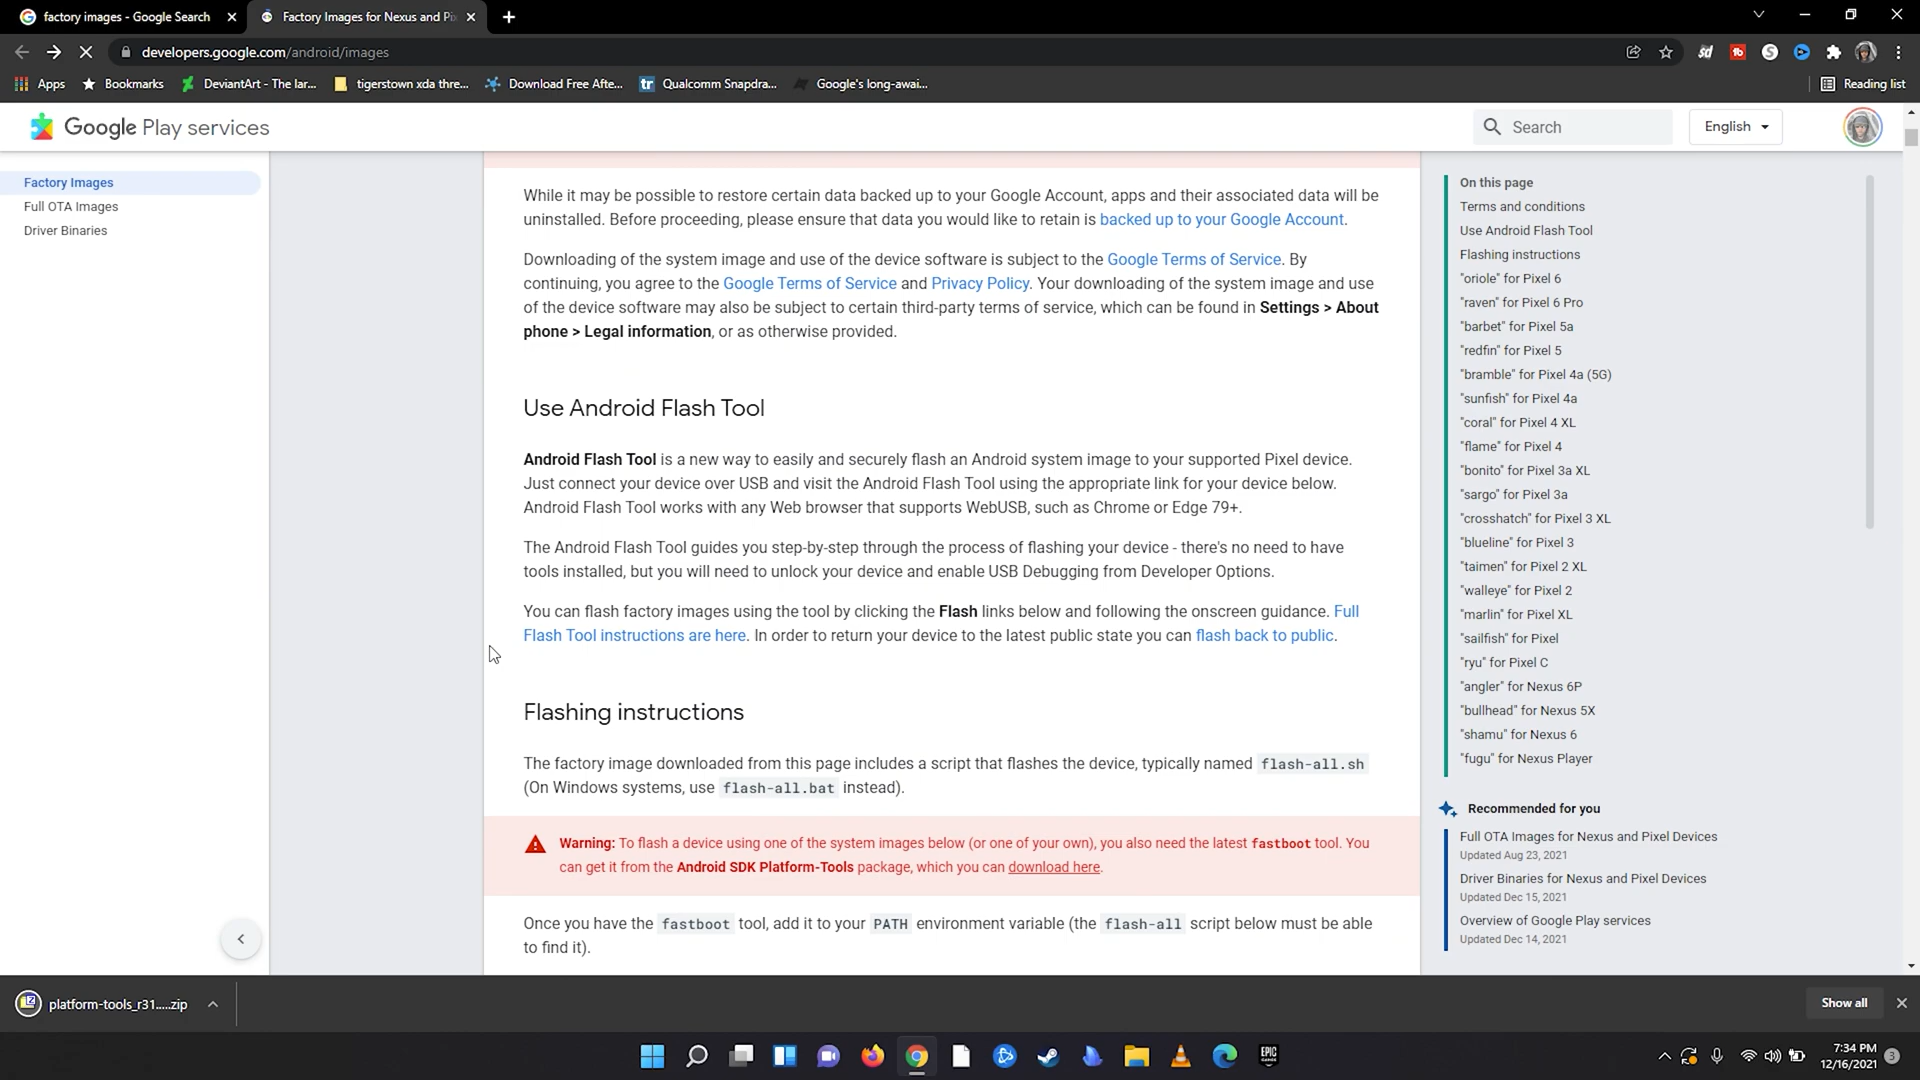 factory images - Google Search
Factory Images for Nexus and Pi
developers.google.com/android/images
Apps
Bookmarks
DeviantArt - The lar...
tigerstown xda thre...
Download Free Afte...
Qualcomm Snapdra...
Google's long-awai...
Reading list
Google Play services
Search
English
Factory Images
Full OTA Images
Driver Binaries
While it may be possible to restore certain data backed up to your Google Account, apps and their associated data will be
uninstalled. Before proceeding, please ensure that data you would like to retain is backed up to your Google Account.
Downloading of the system image and use of the device software is subject to the Google Terms of Service. By
continuing, you agree to the Google Terms of Service and Privacy Policy. Your downloading of the system image and use
of the device software may also be subject to certain third-party terms of service, which can be found in Settings > About
phone > Legal information, or as otherwise provided.
Use Android Flash Tool
Android Flash Tool is a new way to easily and securely flash an Android system image to your supported Pixel device.
Just connect your device over USB and visit the Android Flash Tool using the appropriate link for your device below.
Android Flash Tool works with any Web browser that supports WebUSB, such as Chrome or Edge 79+.
The Android Flash Tool guides you step-by-step through the process of flashing your device - there's no need to have
tools installed, but you will need to unlock your device and enable USB Debugging from Developer Options.
You can flash factory images using the tool by clicking the Flash links below and following the onscreen guidance. Full
Flash Tool instructions are here. In order to return your device to the latest public state you can flash back to public.
Flashing instructions
The factory image downloaded from this page includes a script that flashes the device, typically named flash-all.sh
(On Windows systems, use flash-all.bat instead).
Warning: To flash a device using one of the system images below (or one of your own), you also need the latest fastboot tool. You
can get it from the Android SDK Platform-Tools package, which you can download here.
Once you have the fastboot tool, add it to your PATH environment variable (the flash-all script below must be able
to find it).
On this page
Terms and conditions
Use Android Flash Tool
Flashing instructions
"oriole" for Pixel 6
"raven" for Pixel 6 Pro
"barbet" for Pixel 5a
"redfin" for Pixel 5
"bramble" for Pixel 4a (5G)
"sunfish" for Pixel 4a
"coral" for Pixel 4 XL
"flame" for Pixel 4
"bonito" for Pixel 3a XL
"sargo" for Pixel 3a
"crosshatch" for Pixel 3 XL
"blueline" for Pixel 3
"taimen" for Pixel 2 XL
"walleye" for Pixel 2
"marlin" for Pixel XL
"sailfish" for Pixel
"ryu" for Pixel C
"angler" for Nexus 6P
"bullhead" for Nexus 5X
"shamu" for Nexus 6
"fugu" for Nexus Player
Recommended for you
Full OTA Images for Nexus and Pixel Devices
Updated Aug 23, 2021
Driver Binaries for Nexus and Pixel Devices
Updated Dec 15, 2021
Overview of Google Play services
Updated Dec 14, 2021
platform-tools_r31.....zip
Show all
EPIC
GAMES
7:34 PM
12/16/2021
3